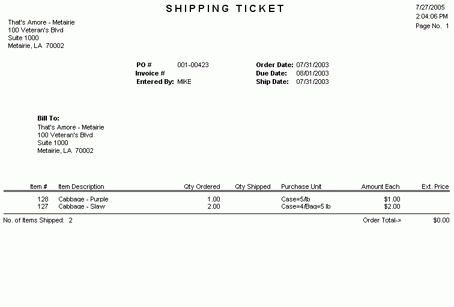 SHIPPING TICKET
7/27/2005
2:04:06 PM
Page No. 1
That's Amore - Metairie
100 Veteran's Blvd
Suite 1000
Metairie, LA 70002
PO # 001-00423 Order Date: 07/31/2003
Invoice # Due Date: 08/01/2003
Entered By: MIKE Ship Date: 07/31/2003
Bill To:
That's Amore - Metairie
100 Veteran's Blvd
Suite 1000
Metairie, LA 70002
Item # Item Description Qty Ordered Qty Shipped Purchase Unit Amount Each Ext. Price
128 Cabbage - Purple 1.00 Case=5/lb $1.00
127 Cabbage - Slaw 2.00 Case=4/Bag=5 lb $2.00
No. of Items Shipped: 2 Order Total-> $0.00